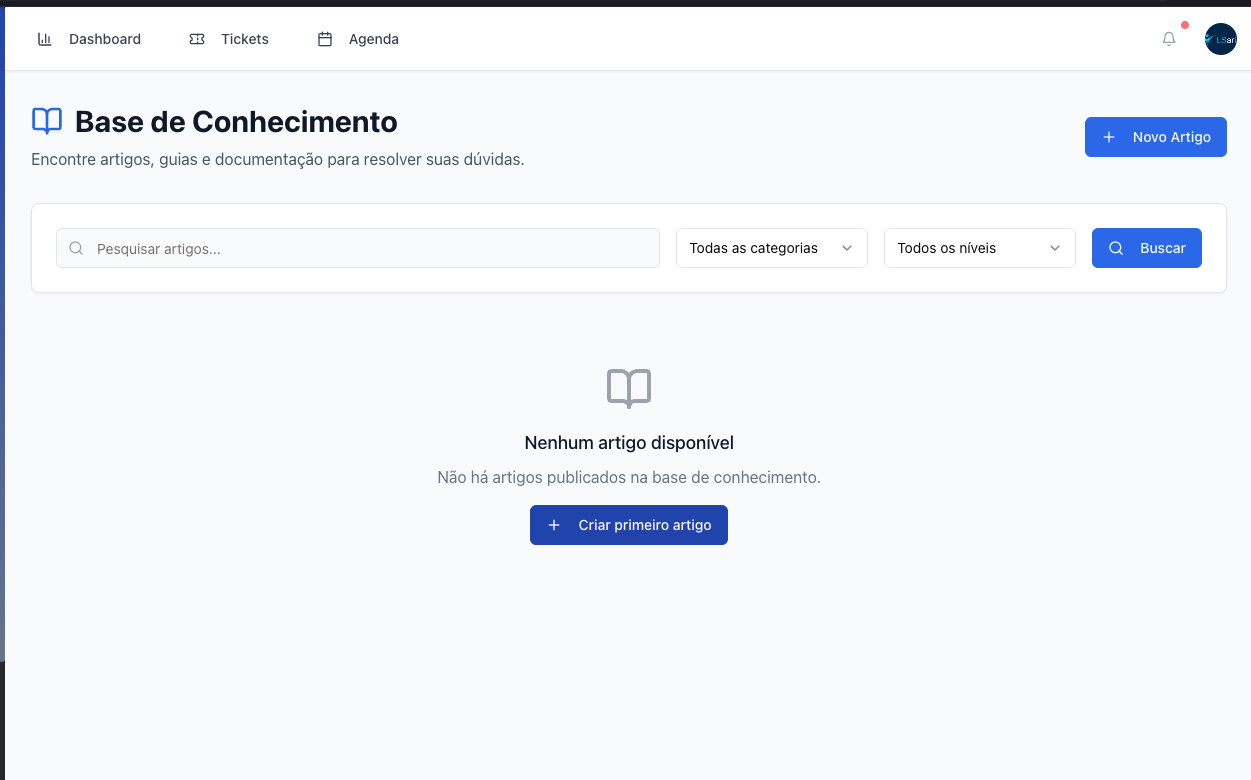 Dashboard
Tickets
Agenda
Base de Conhecimento
Encontre artigos, guias e documentação para resolver suas dúvidas.
Novo Artigo
Pesquisar artigos...
Todas as categorias
Todos os níveis
Buscar
Nenhum artigo disponível
Não há artigos publicados na base de conhecimento.
Criar primeiro artigo